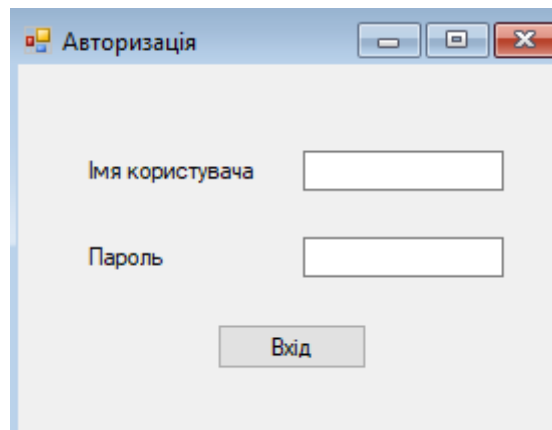 Авторизація
Імя користувача
Пароль
Вхід